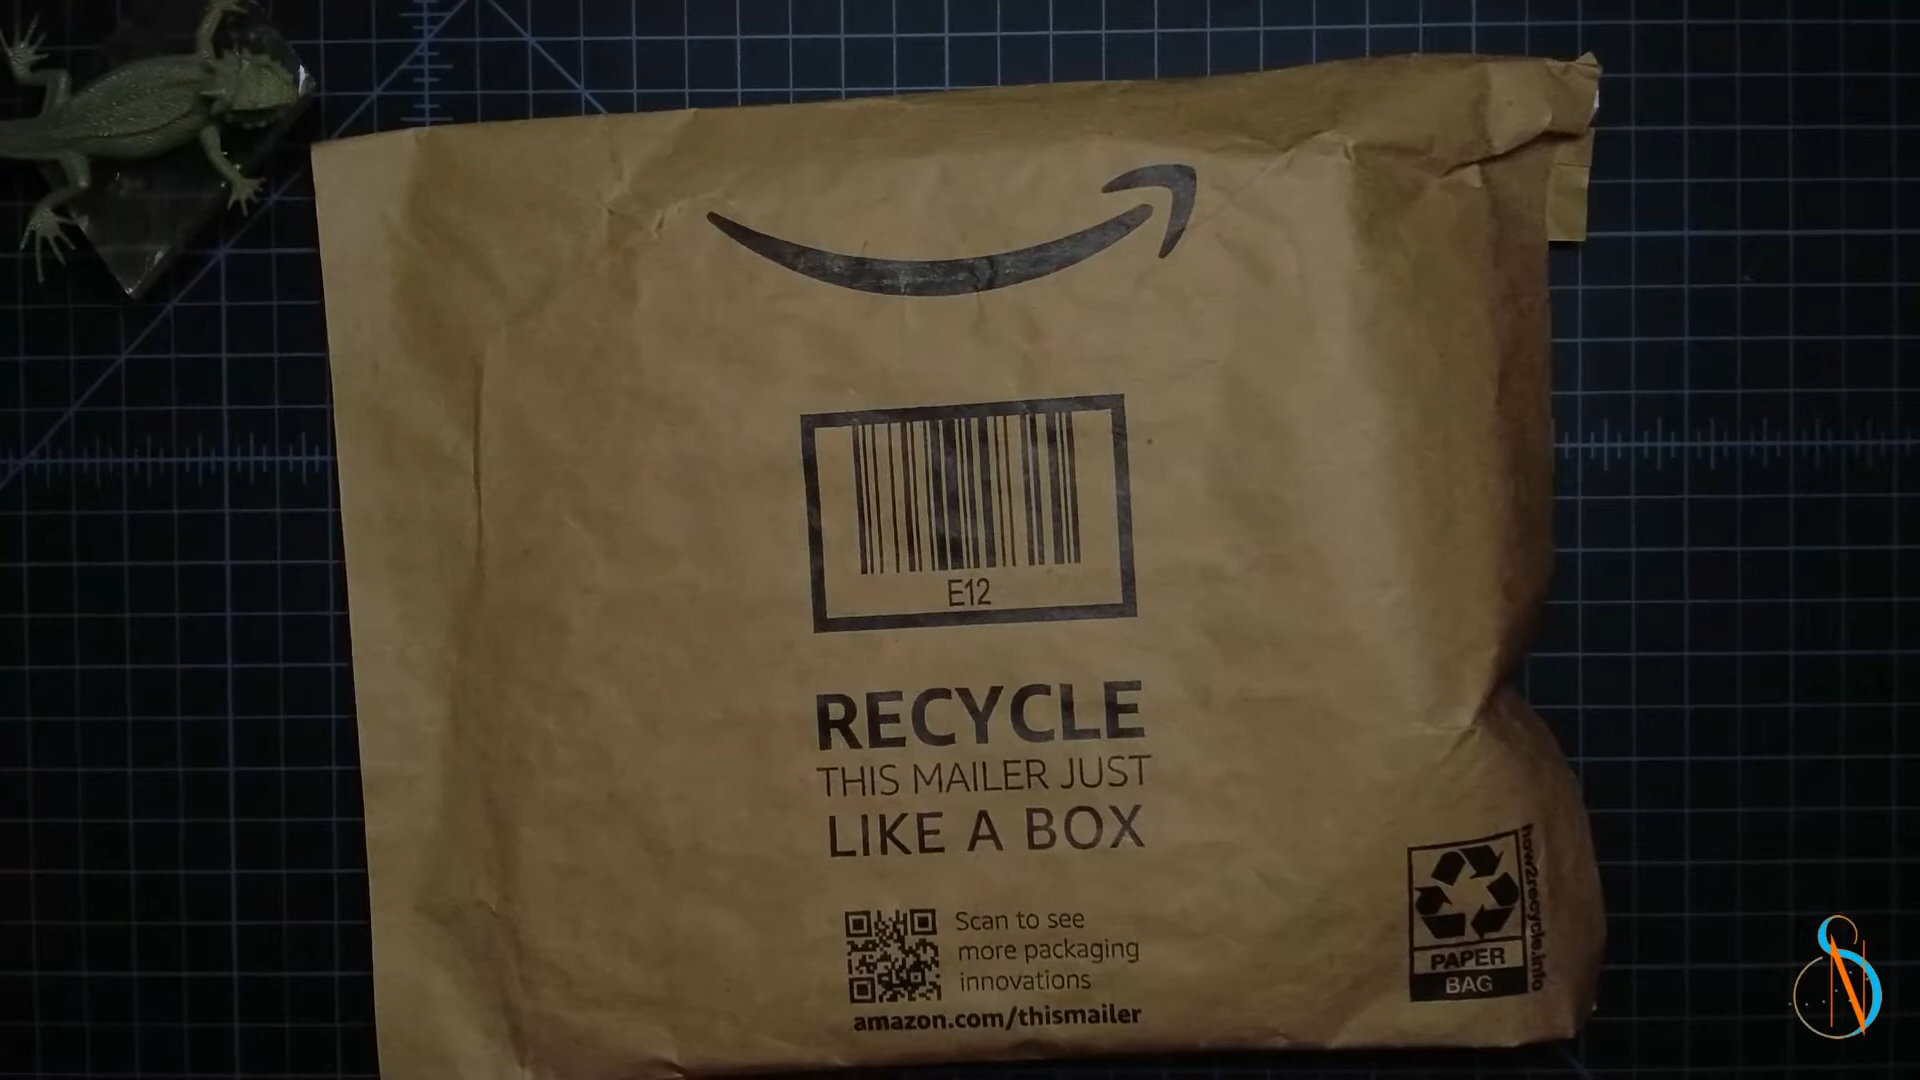 E12
RECYCLE
THIS MAILER JUST
LIKE A BOX
Scan to see
more packaging
innovations
amazon.com/thismailer
PAPER
BAG
how2recycle.info